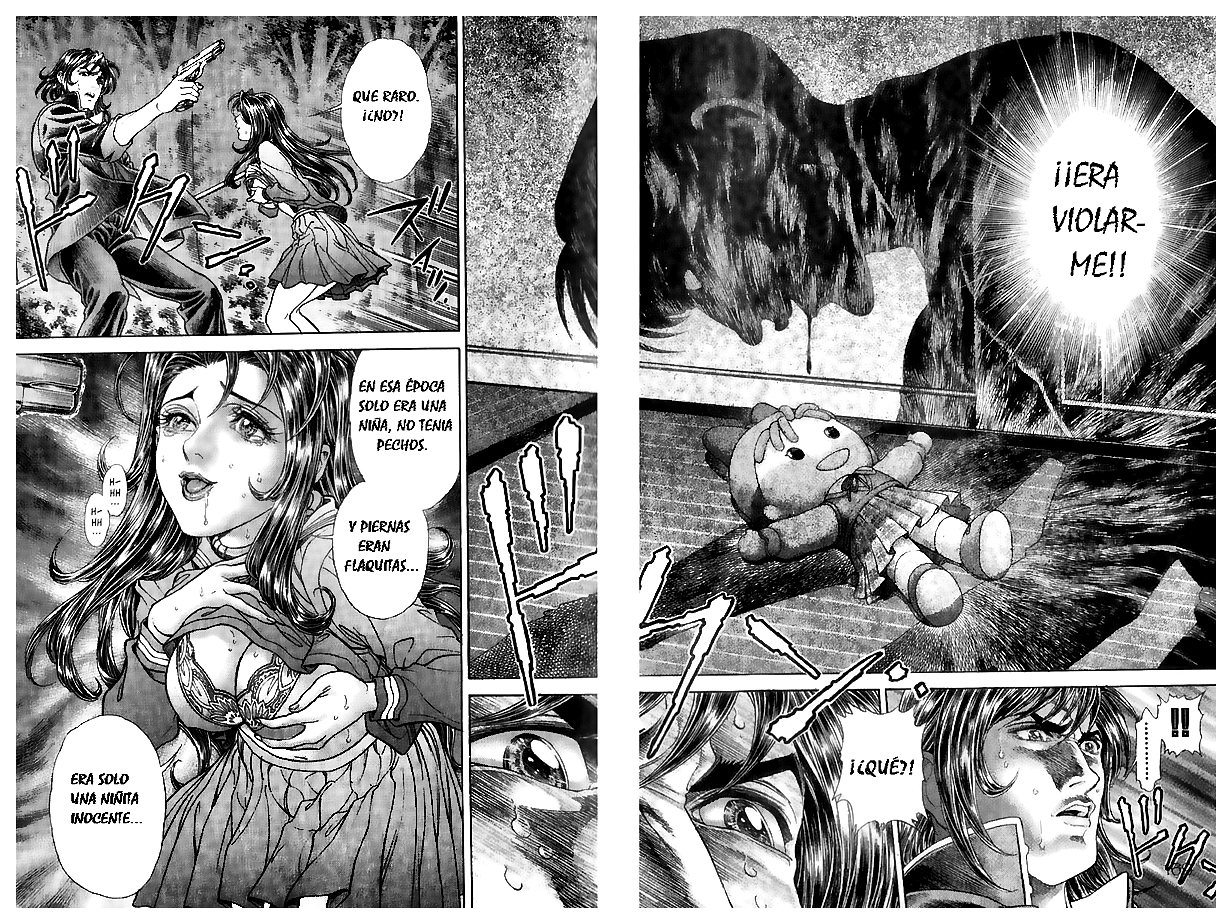 ¡¡ERA
VIOLAR-
ME!!
¡¿QUÉ?!
!!
QUE RARO.
¡¿NO?!
EN ESA ÉPOCA
SOLO ERA UNA
NIÑA, NO TENIA
PECHOS.
Y PIERNAS
ERAN
FLAQUITAS...
H-
HH
...
H-
HH
...
ERA SOLO
UNA NIÑITA
INOCENTE...